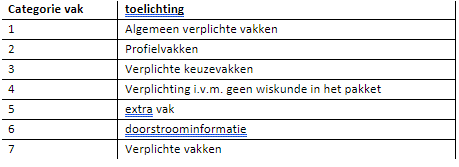 Categorie vak toelichting
1 Algemeen verplichte vakken
2 Profielvakken
3 Verplichte keuzevakken
4 Verplichting i.v.m. geen wiskunde in het pakket
5 extra vak
6 doorstroominformatie
7 Verplichte vakken